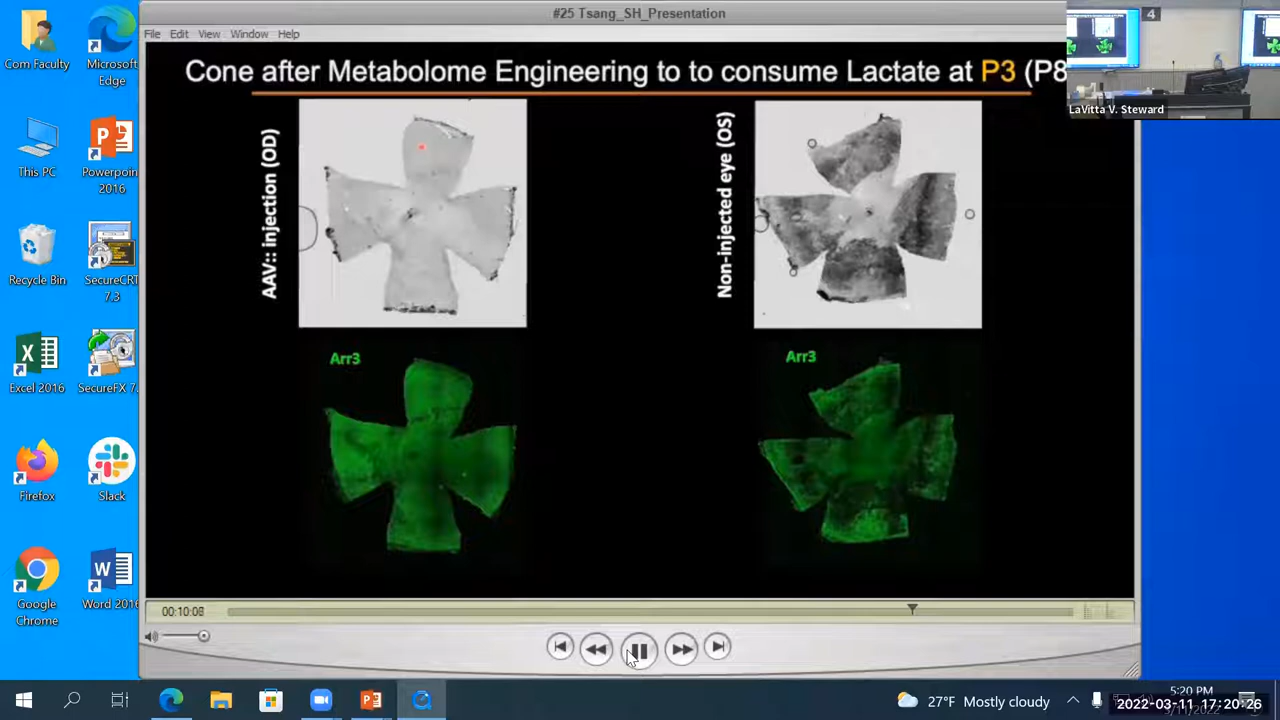 #25 Tsang_SH_Presentation
File Edit View Window Help
4
LaVitta V. Steward
Cone after Metabolome Engineering to to consume Lactate at P3 (P8
AAV:: injection (OD)
Non-injected eye (OS)
Arr3
Arr3
00:10:08
Com Faculty
Microsoft
Edge
This PC
Powerpoint
2016
Recycle Bin
SecureCRT
7.3
Excel 2016
SecureFX 7.
Firefox
Slack
Google
Chrome
Word 2016
27°F Mostly cloudy
5:20 PM
2022-03-11 17:20:26